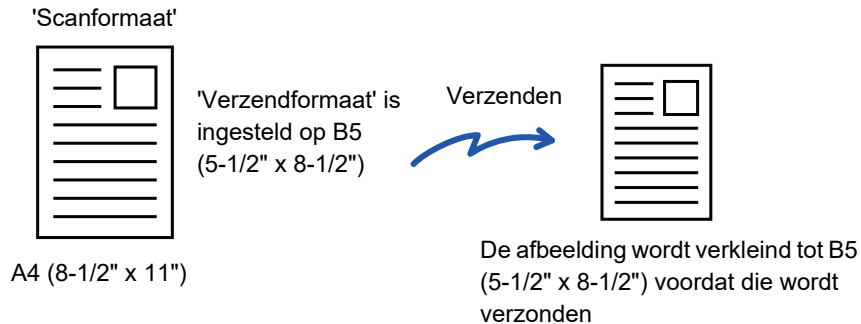 'Scanformaat'
A4 (8-1/2" x 11")
'Verzendformaat' is
ingesteld op B5
(5-1/2" x 8-1/2")
Verzenden
De afbeelding wordt verkleind tot B5
(5-1/2" x 8-1/2") voordat die wordt
verzonden